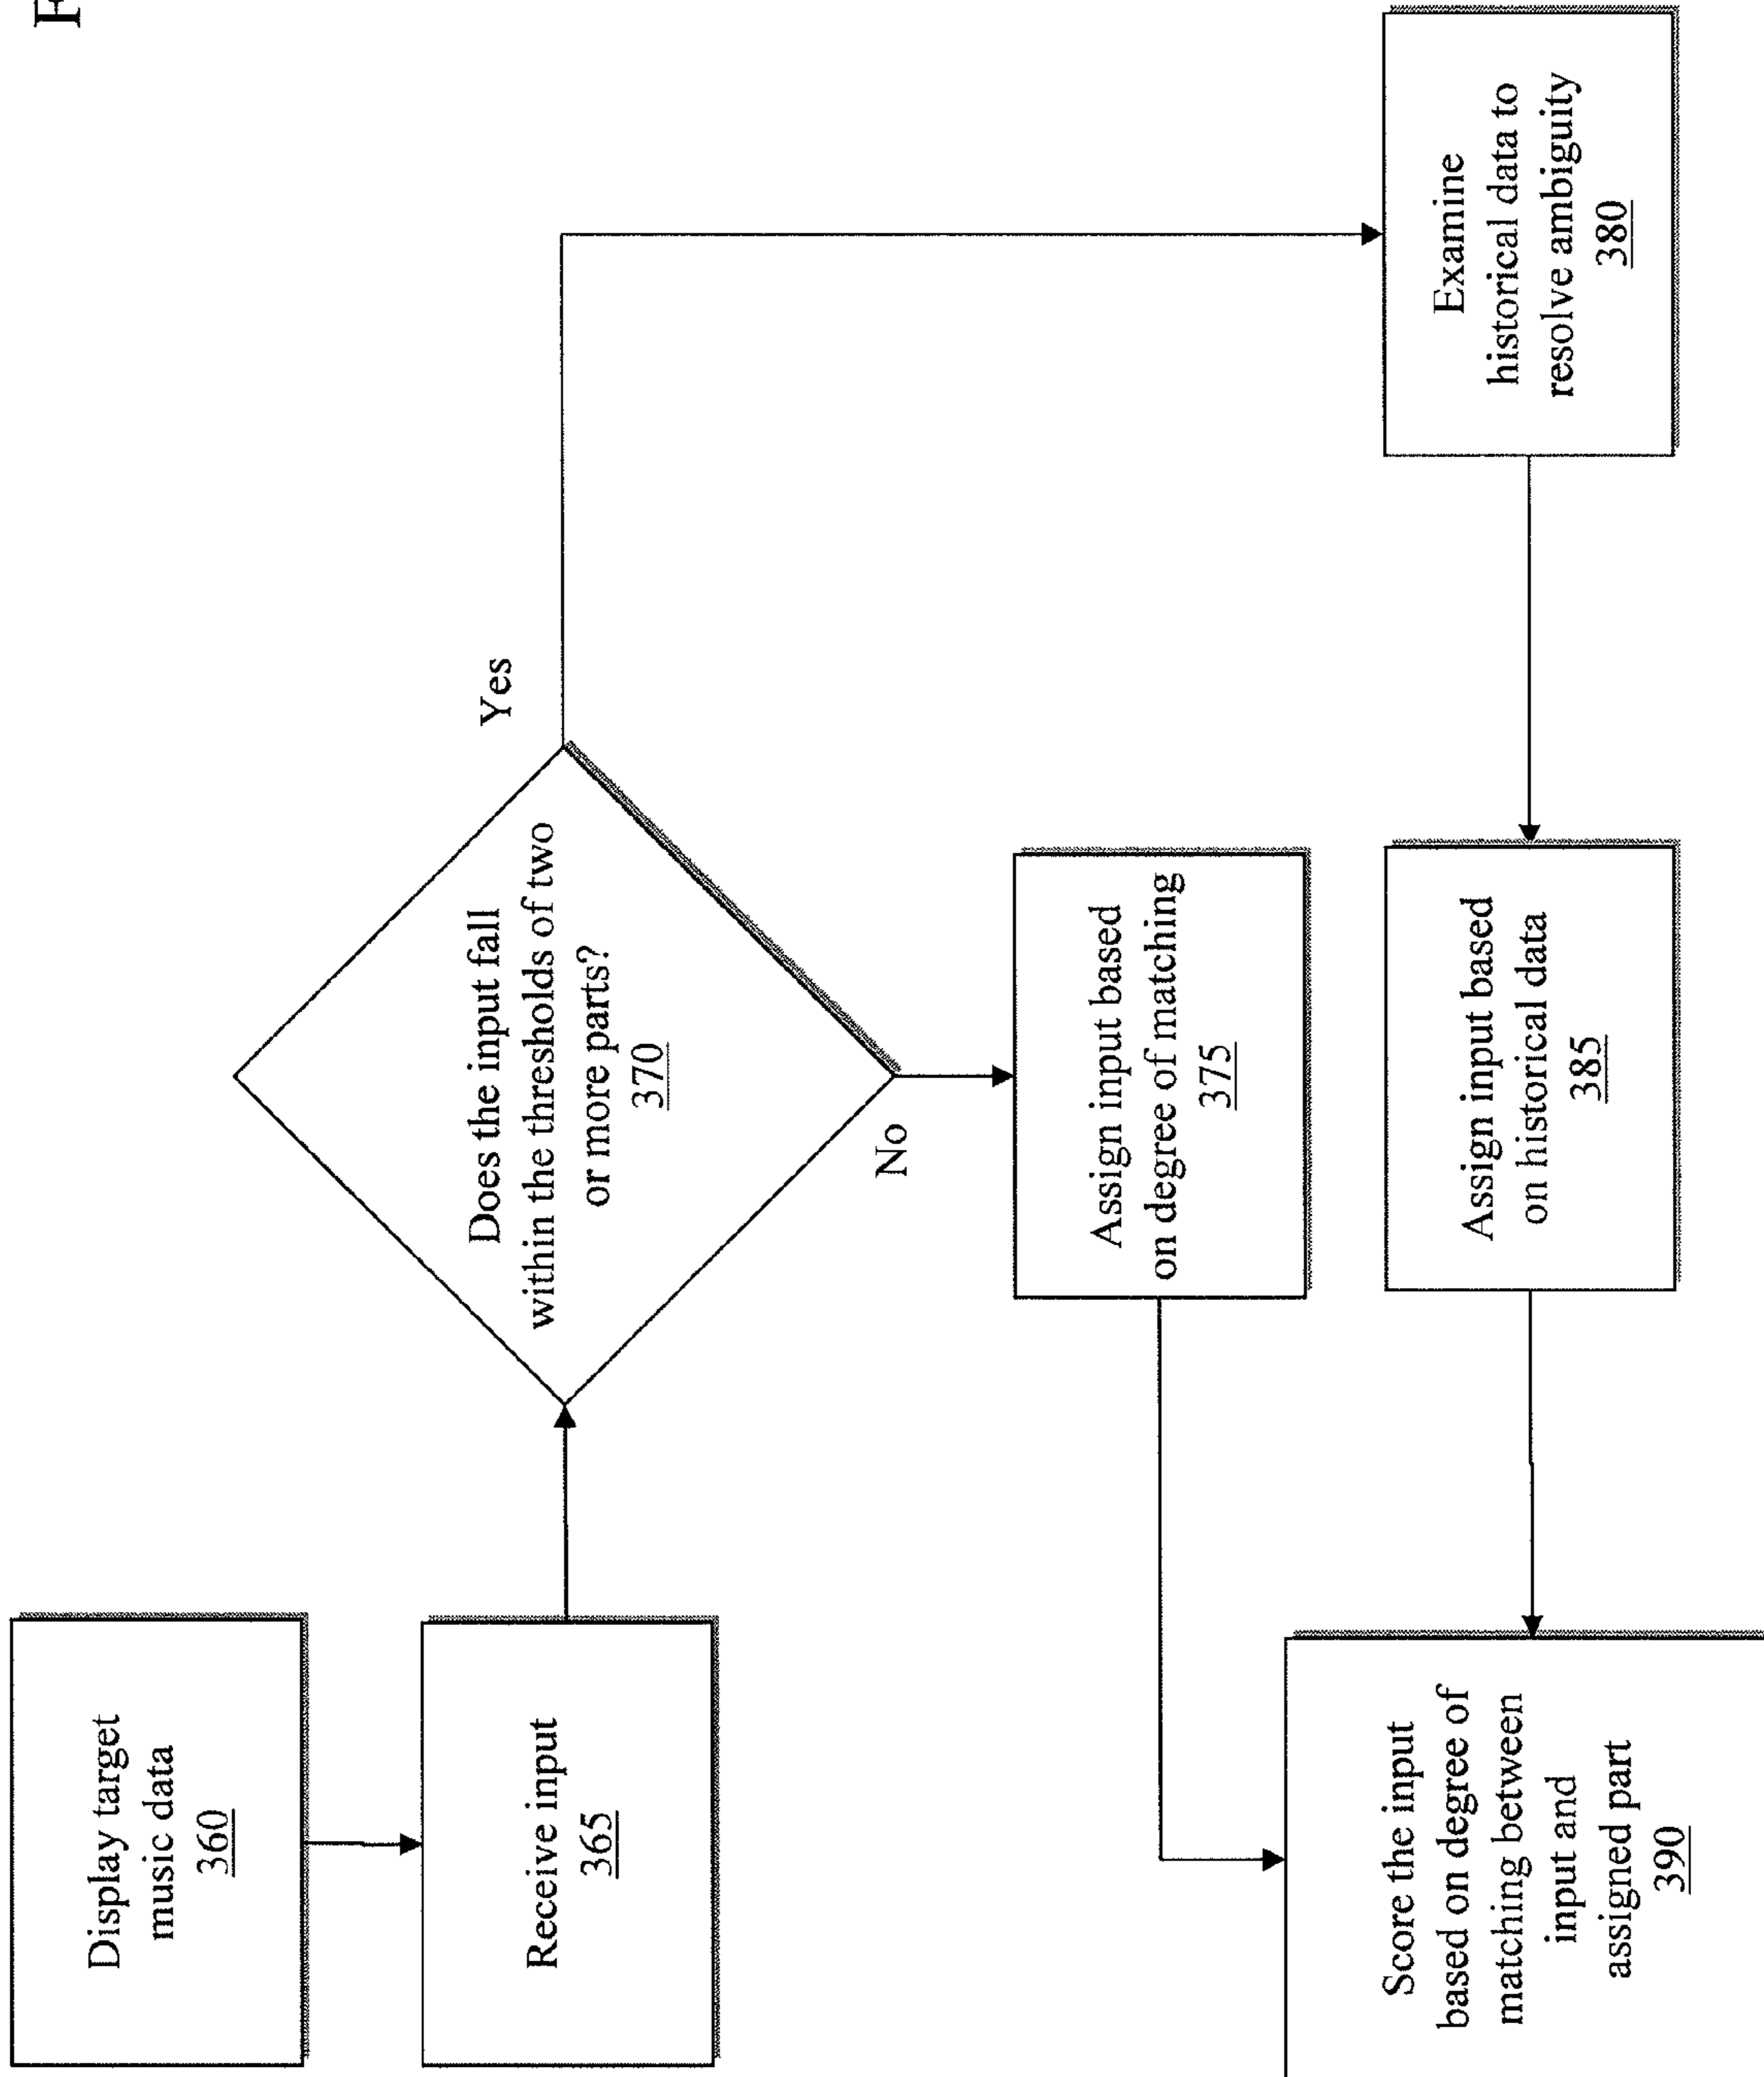 F
Display target
music data
360
Receive input
365
Does the input fall
within the thresholds of two
or more parts?
370
Yes
No
Assign input based
on degree of matching
375
Examine
historical data to
resolve ambiguity
380
Assign input based
on historical data
385
Score the input
based on degree of
matching between
input and
assigned part
390